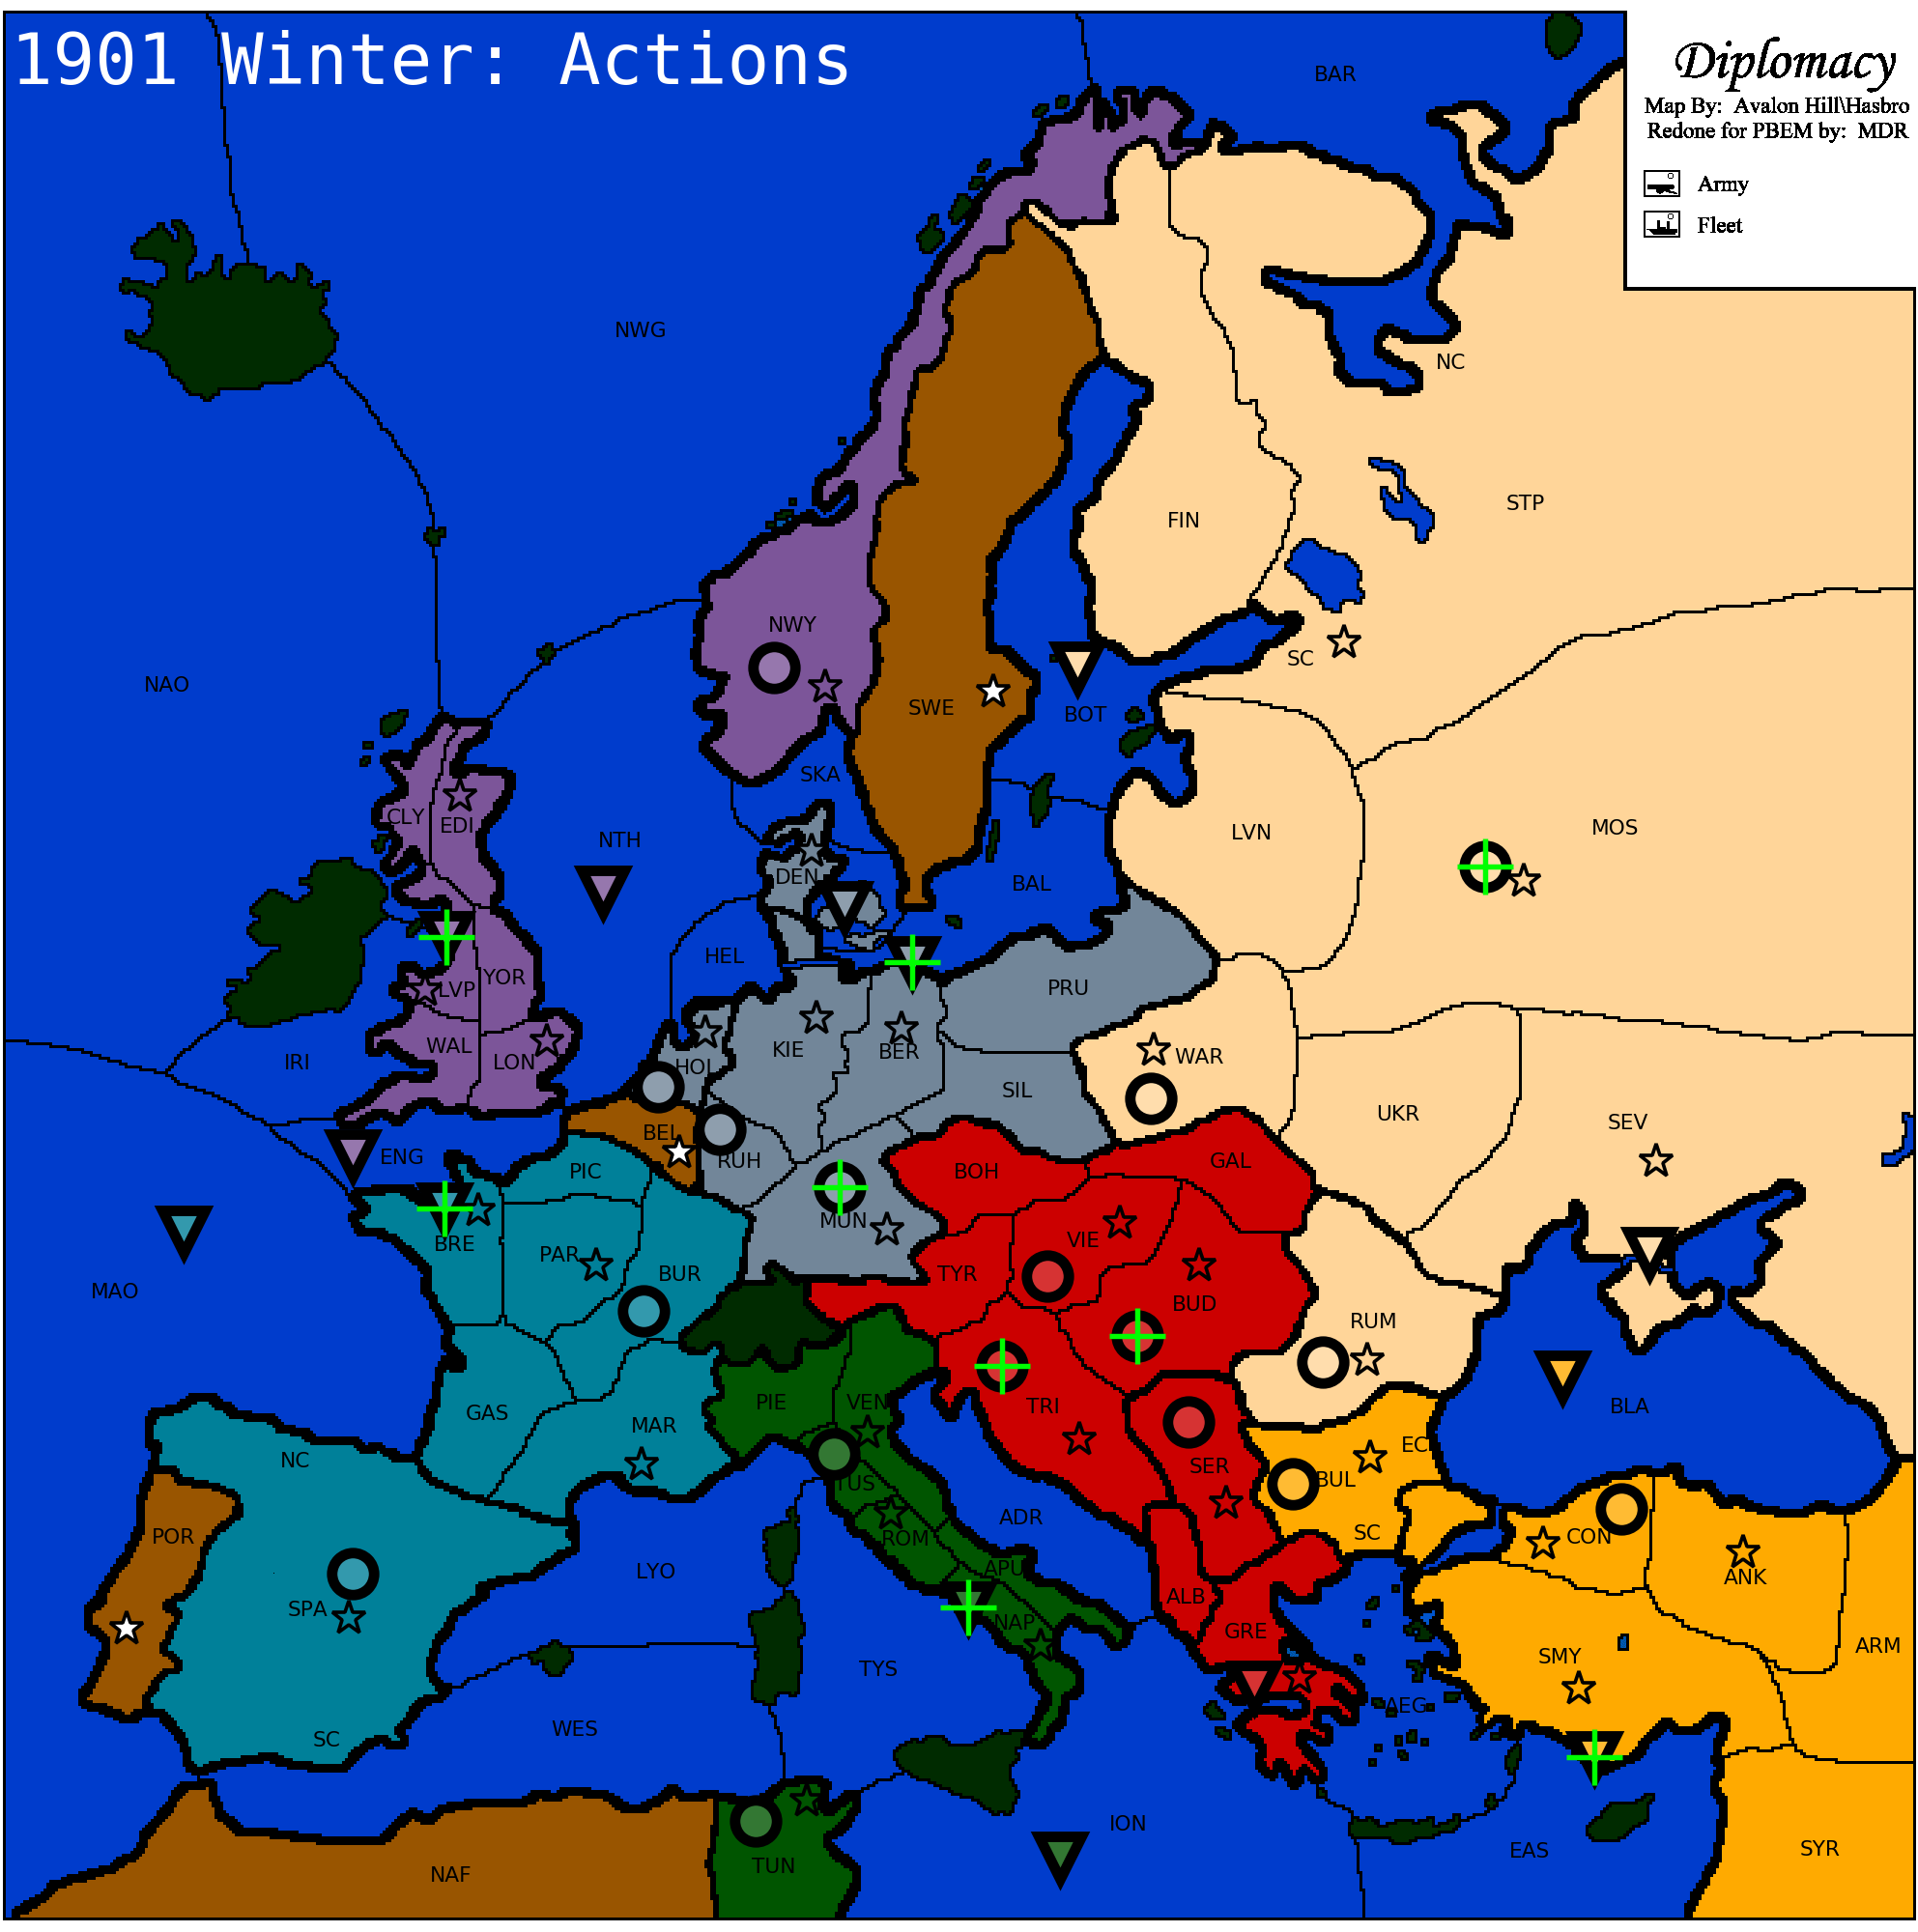 1901 Winter: Actions
Diplomacy
Map By: Avalon Hill\Hasbro
Redone for PBEM by: MDR
Army
Fleet
BAR
NWG
NC
STP
FIN
NWY
SC
NAO
SWE
BOT
SKA
CLY
EDI
NTH
LVN
MOS
DEN
BAL
HEL
YOR
LVP
PRU
WAL
LON
IRI
KIE
BER
HOL
WAR
SIL
UKR
SEV
BEL
ENG
PIC
RUH
BOH
GAL
MUN
BRE
PAR
BUR
VIE
TYR
MAO
BUD
RUM
GAS
MAR
PIE
VEN
TRI
BLA
NC
EC
SER
BUL
TUS
POR
ADR
SC
CON
ROM
LYO
APU
ANK
SPA
NAP
ALB
GRE
TYS
SMY
ARM
AEG
WES
SC
ION
EAS
SYR
TUN
NAF